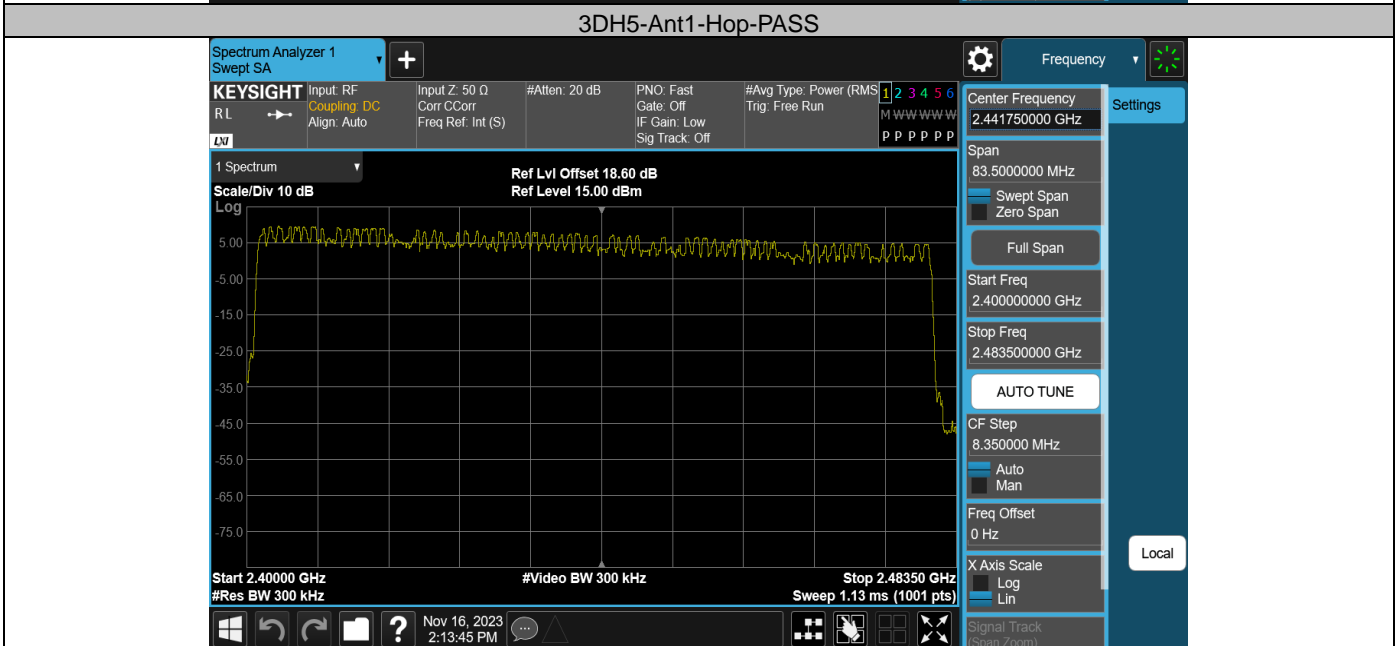 3DH5-Ant1-Hop-PASS
Spectrum Analyzer 1
Swept SA
Frequency
KEYSIGHT
RL
LXI
Input: RF
Coupling: DC
Align: Auto
Input Z: 50 Ω
Corr CCorr
Freq Ref: Int (S)
#Atten: 20 dB
PNO: Fast
Gate: Off
IF Gain: Low
Sig Track: Off
#Avg Type: Power (RMS
Trig: Free Run
1 2 3 4 5 6
M W W W W W
P P P P P P
Center Frequency
2.441750000 GHz
Settings
Span
83.5000000 MHz
Swept Span
Zero Span
Full Span
Start Freq
2.400000000 GHz
Stop Freq
2.483500000 GHz
AUTO TUNE
CF Step
8.350000 MHz
Auto
Man
Freq Offset
0 Hz
X Axis Scale
Log
Lin
Signal Track
(Span Zoom)
Local
1 Spectrum
Scale/Div 10 dB
Ref Lvl Offset 18.60 dB
Ref Level 15.00 dBm
Log
5.00
-5.00
-15.0
-25.0
-35.0
-45.0
-55.0
-65.0
-75.0
Start 2.40000 GHz
#Video BW 300 kHz
Stop 2.48350 GHz
#Res BW 300 kHz
Sweep 1.13 ms (1001 pts)
?
Nov 16, 2023
2:13:45 PM